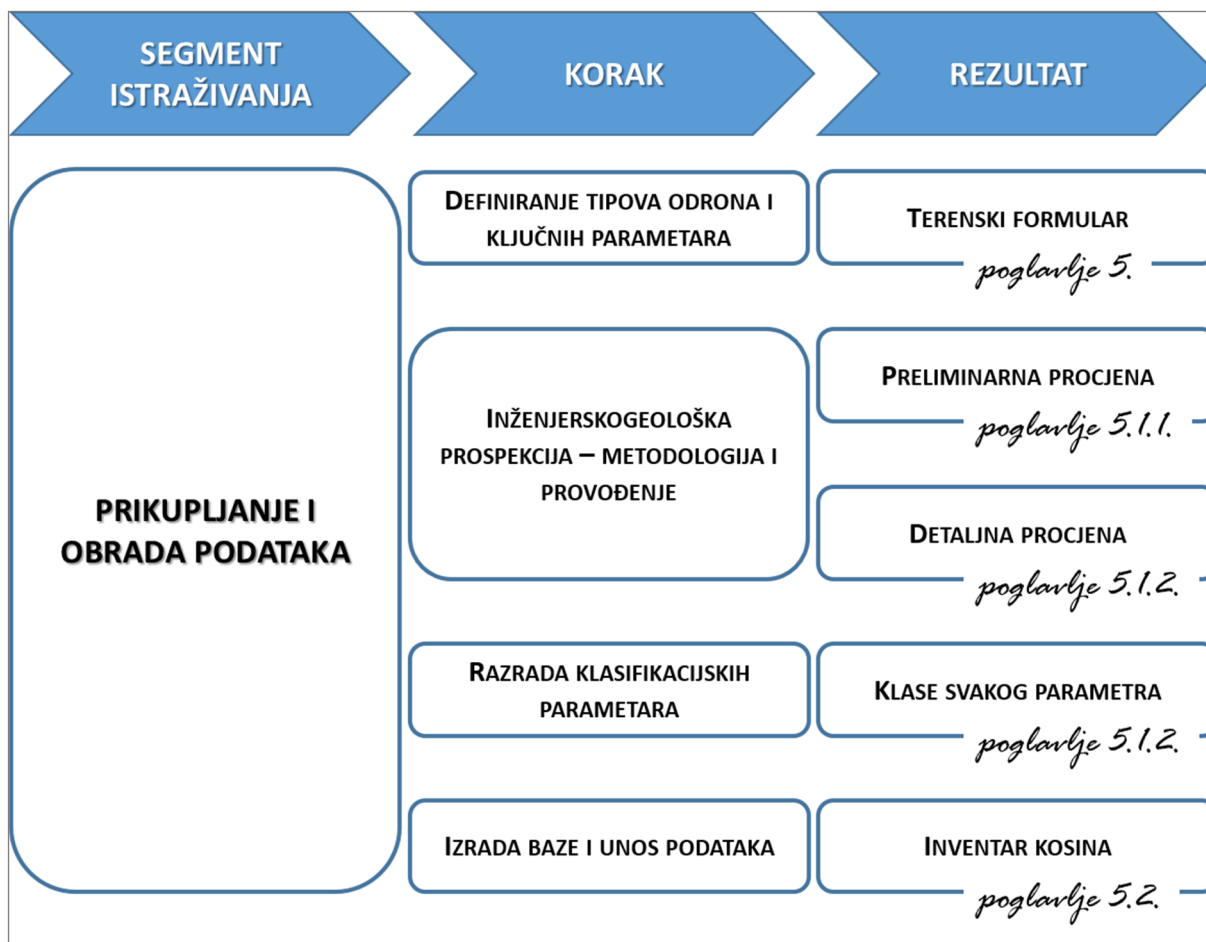 SEGMENT
ISTRAŽIVANJA
KORAK
REZULTAT
PRIKUPLJANJE I
OBRADA PODATAKA
DEFINIRANJE TIPOVA ODRONA I
KLJUČNIH PARAMETARA
TERENSKI FORMULAR
poglavlje 5.
INŽENJERSKOGEOLOŠKA
PROSPEKCIJA – METODOLOGIJA I
PROVOĐENJE
PRELIMINARNA PROCJENA
poglavlje 5.1.1.
DETALJNA PROCJENA
poglavlje 5.1.2.
RAZRADA KLASIFIKACIJSKIH
PARAMETARA
KLASE SVAKOG PARAMETRA
poglavlje 5.1.2.
IZRADA BAZE I UNOS PODATAKA
INVENTAR KOSINA
poglavlje 5.2.